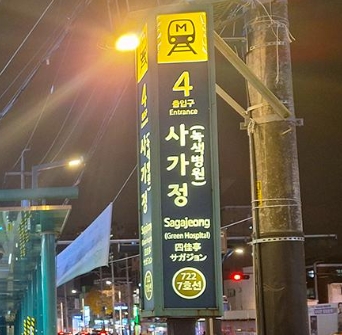 M
4
출입구
Entrance
사가정
(녹색병원)
Sagajeong
(Green Hospital)
四佳亭
サガジョン
722
7호선